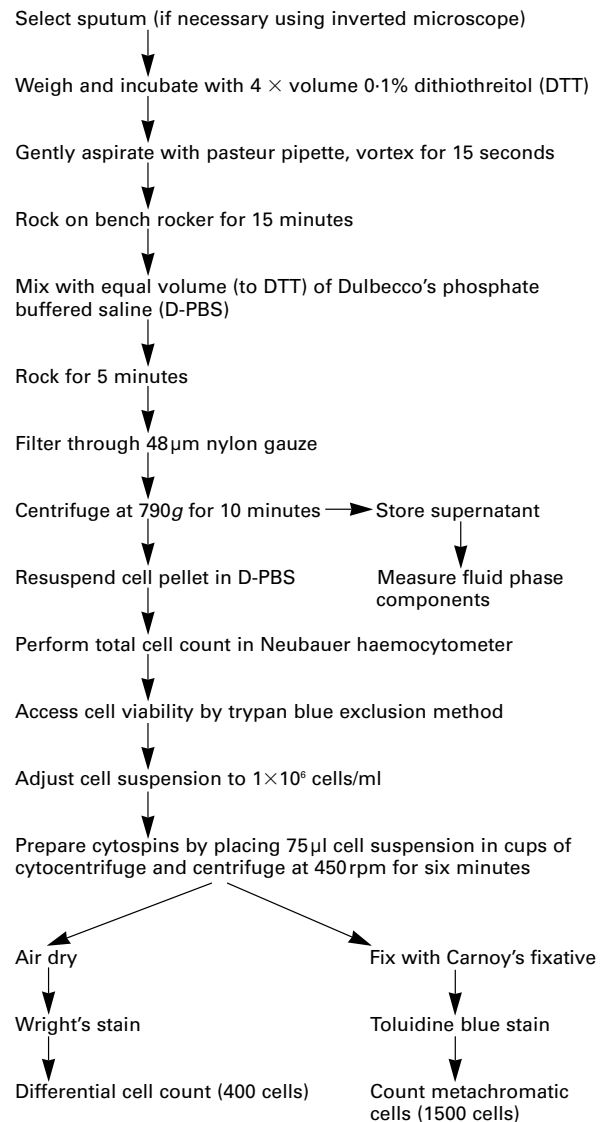 Select sputum (if necessary using inverted microscope)
Weigh and incubate with 4 × volume 0·1% dithiothreitol (DTT)
Gently aspirate with pasteur pipette, vortex for 15 seconds
Rock on bench rocker for 15 minutes
Mix with equal volume (to DTT) of Dulbecco's phosphate
buffered saline (D-PBS)
Rock for 5 minutes
Filter through 48 µm nylon gauze
Centrifuge at 790g for 10 minutes
Store supernatant
Resuspend cell pellet in D-PBS
Measure fluid phase
components
Perform total cell count in Neubauer haemocytometer
Access cell viability by trypan blue exclusion method
Adjust cell suspension to 1×10⁶ cells/ml
Prepare cytospins by placing 75 µl cell suspension in cups of
cytocentrifuge and centrifuge at 450 rpm for six minutes
Air dry
Fix with Carnoy's fixative
Wright's stain
Toluidine blue stain
Differential cell count (400 cells)
Count metachromatic
cells (1500 cells)